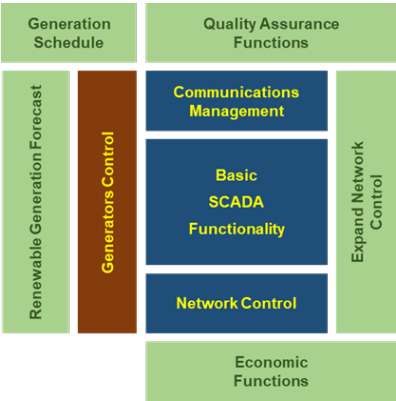 Generation
Schedule
Quality Assurance
Functions
Renewable Generation Forecast
Generators Control
Communications
Management
Basic
SCADA
Functionality
Network Control
Expand Network
Control
Economic
Functions